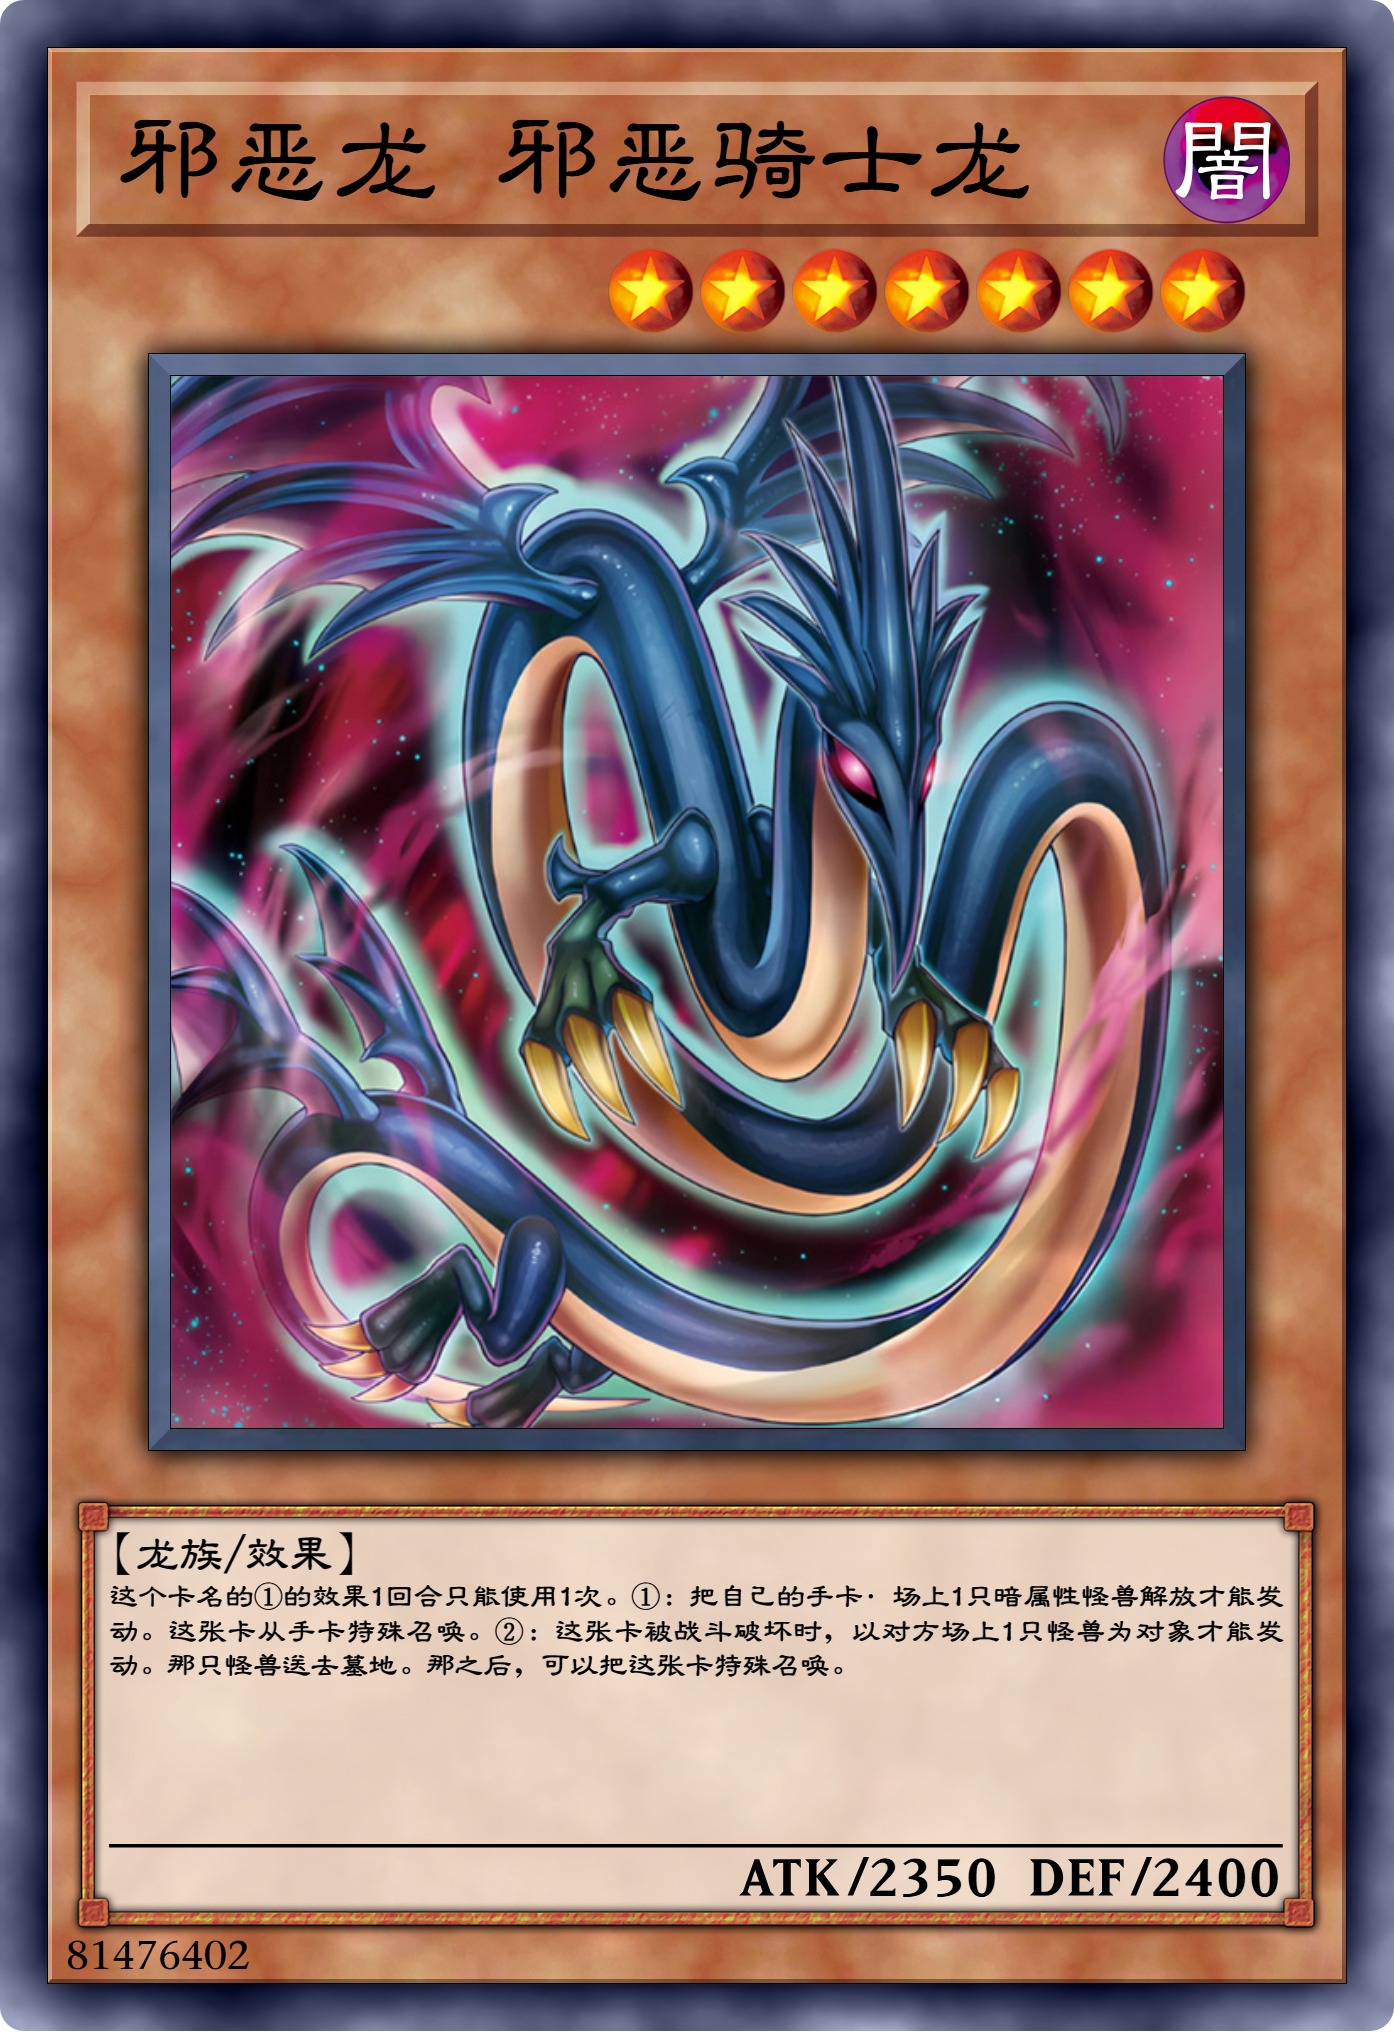 邪恶龙 邪恶骑士龙
闇
【龙族/效果】
这个卡名的①的效果1回合只能使用1次。①：把自己的手卡·场上1只暗属性怪兽解放才能发
动。这张卡从手卡特殊召唤。②：这张卡被战斗破坏时，以对方场上1只怪兽为对象才能发
动。那只怪兽送去墓地。那之后，可以把这张卡特殊召唤。
ATK/2350 DEF/2400
81476402